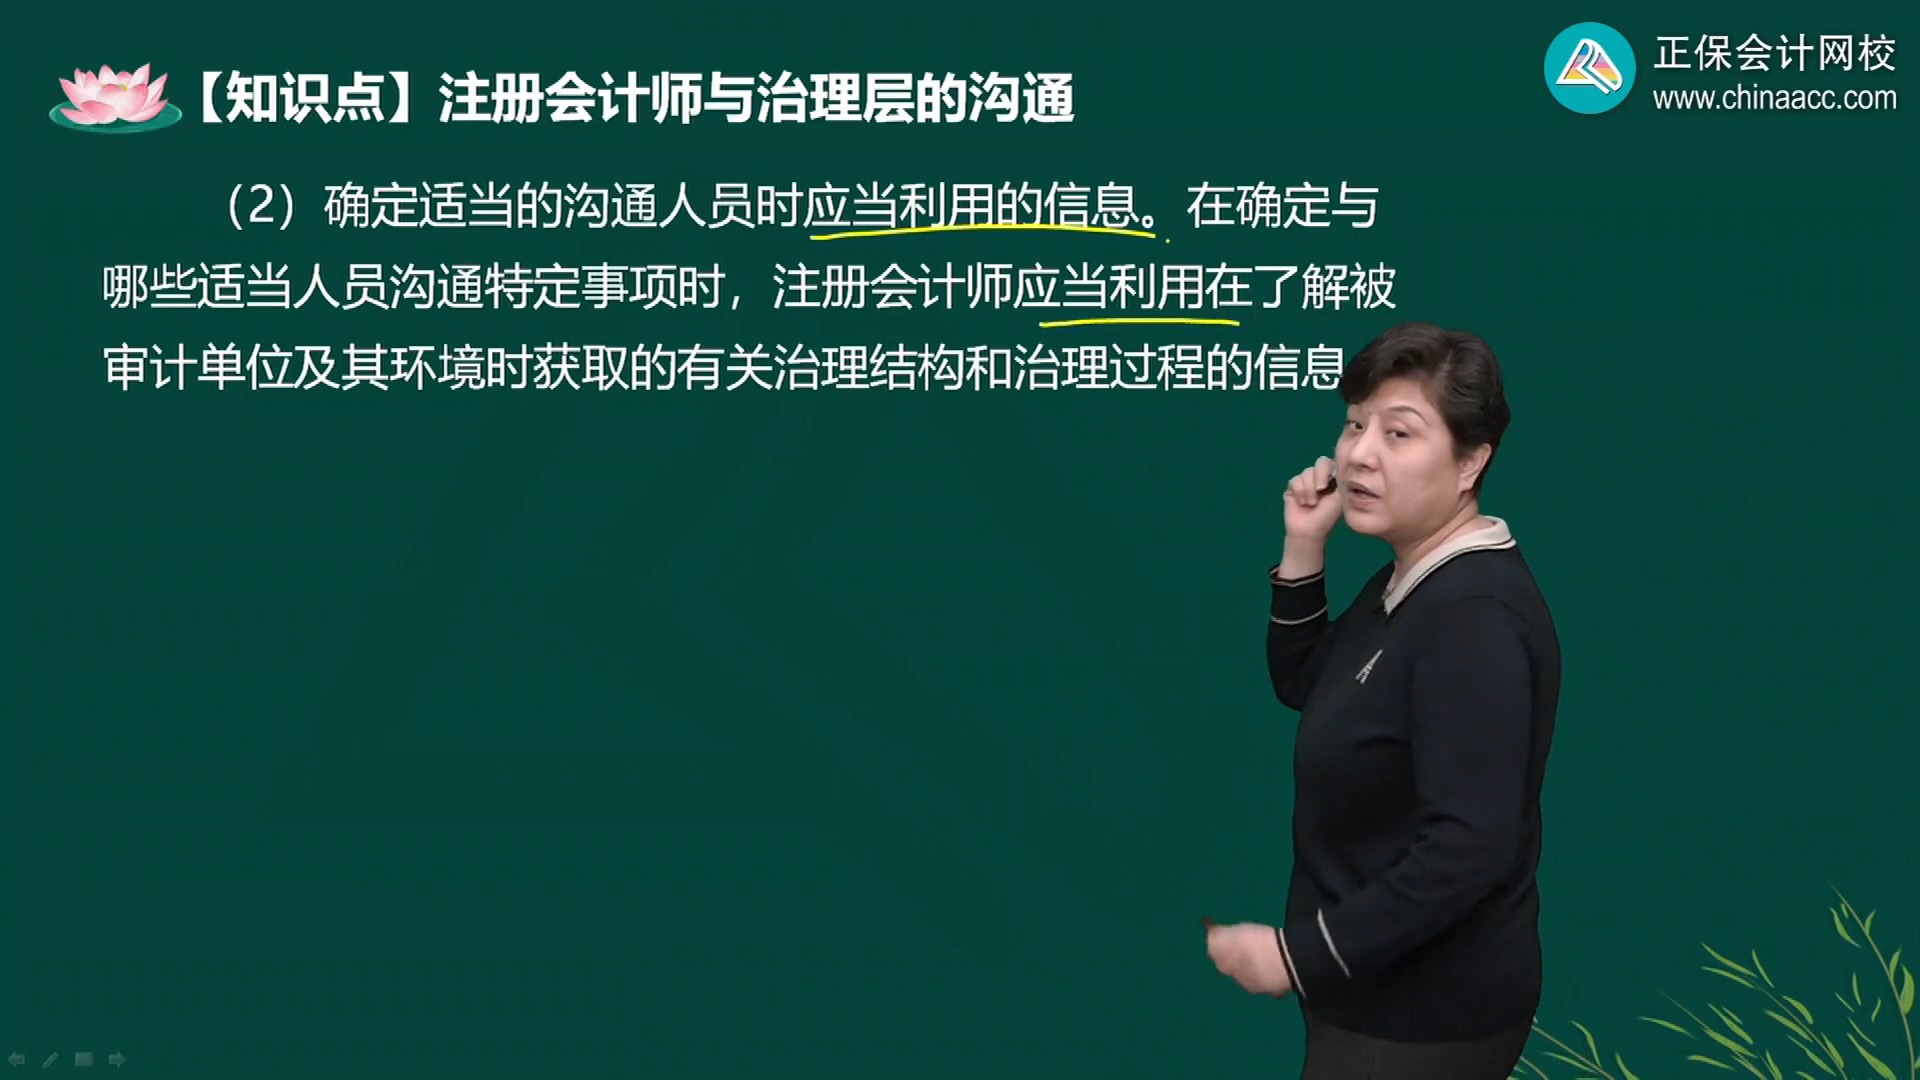 【知识点】注册会计师与治理层的沟通
正保会计网校
www.chinaacc.com
（2）确定适当的沟通人员时应当利用的信息。在确定与
哪些适当人员沟通特定事项时，注册会计师应当利用在了解被
审计单位及其环境时获取的有关治理结构和治理过程的信息